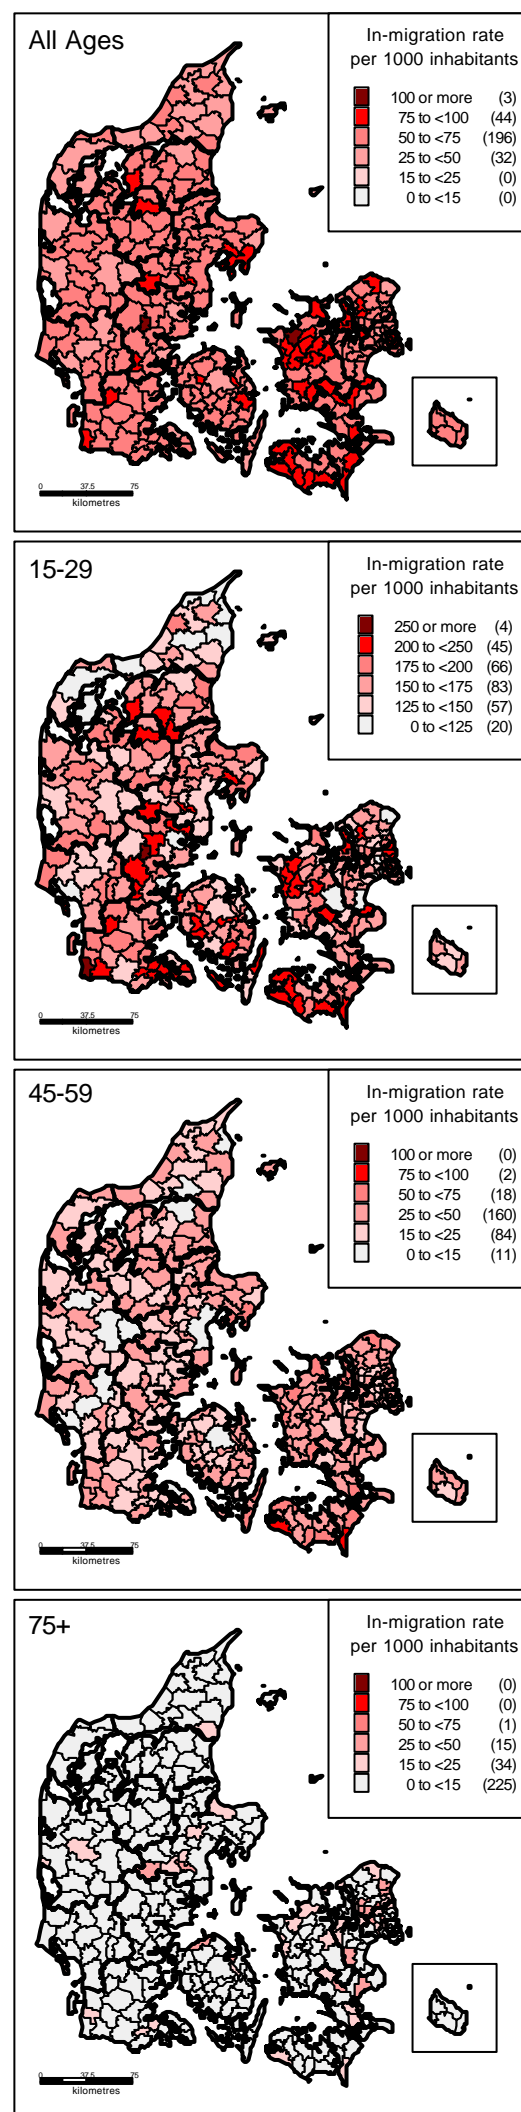 All Ages
In-migration rate
per 1000 inhabitants
100 or more (3)
75 to <100 (44)
50 to <75 (196)
25 to <50 (32)
15 to <25 (0)
0 to <15 (0)
0 37.5 75
kilometres
15-29
In-migration rate
per 1000 inhabitants
250 or more (4)
200 to <250 (45)
175 to <200 (66)
150 to <175 (83)
125 to <150 (57)
0 to <125 (20)
0 37.5 75
kilometres
45-59
In-migration rate
per 1000 inhabitants
100 or more (0)
75 to <100 (2)
50 to <75 (18)
25 to <50 (160)
15 to <25 (84)
0 to <15 (11)
0 37.5 75
kilometres
75+
In-migration rate
per 1000 inhabitants
100 or more (0)
75 to <100 (0)
50 to <75 (1)
25 to <50 (15)
15 to <25 (34)
0 to <15 (225)
0 37.5 75
kilometres